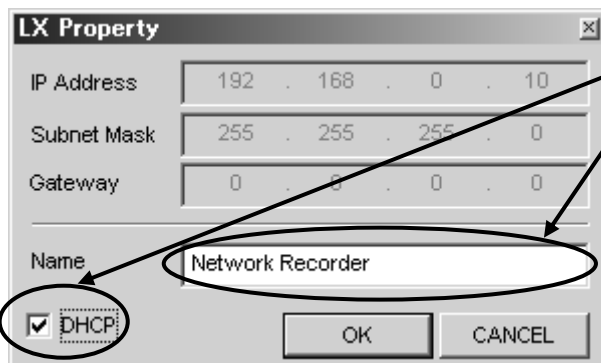 LX Property
IP Address 192 . 168 . 0 . 10
Subnet Mask 255 . 255 . 255 . 0
Gateway 0 . 0 . 0 . 0
Name Network Recorder
DHCP OK CANCEL